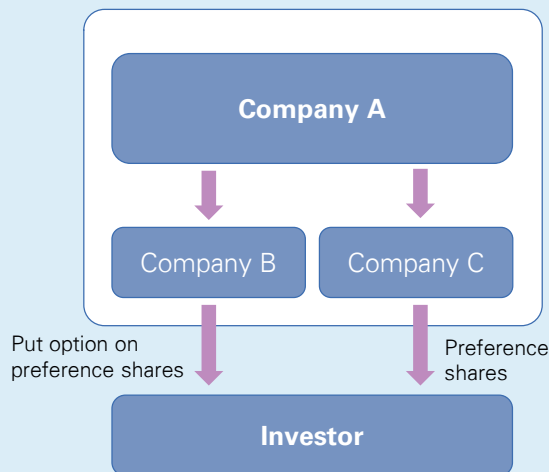 Company A
Company B
Company C
Put option on
preference shares
Preference
shares
Investor